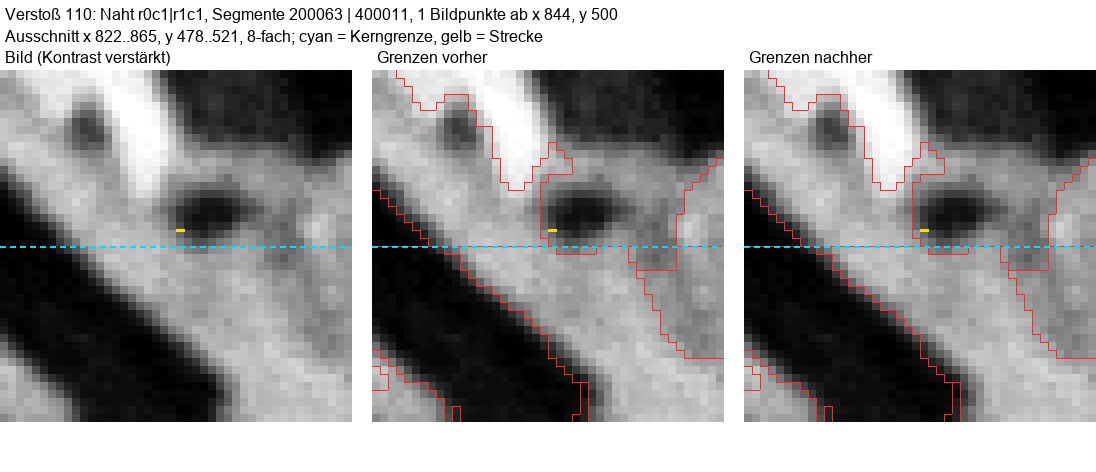 Verstoß 110: Naht r0c1|r1c1, Segmente 200063 | 400011, 1 Bildpunkte ab x 844, y 500
Ausschnitt x 822..865, y 478..521, 8-fach; cyan = Kerngrenze, gelb = Strecke
Bild (Kontrast verstärkt) Grenzen vorher Grenzen nachher